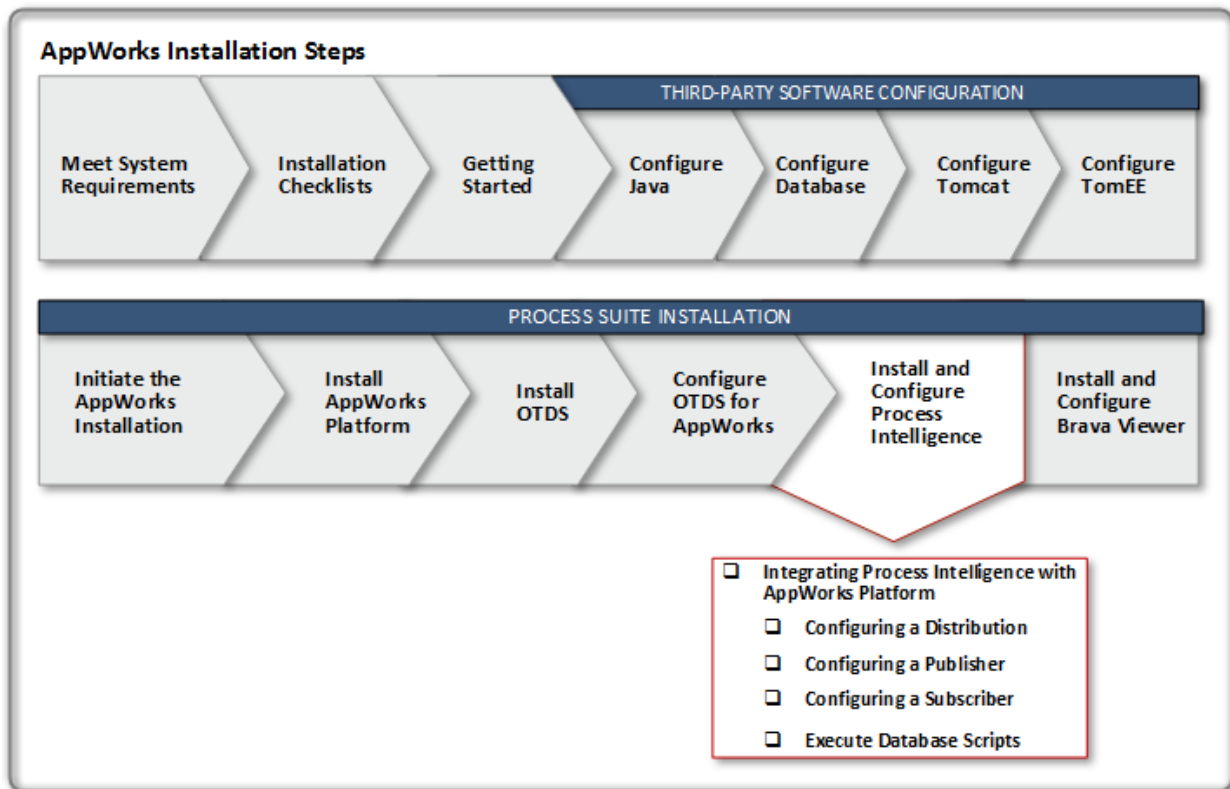 AppWorks Installation Steps
THIRD-PARTY SOFTWARE CONFIGURATION
Meet System
Requirements
Installation
Checklists
Getting
Started
Configure
Java
Configure
Database
Configure
Tomcat
Configure
TomEE
PROCESS SUITE INSTALLATION
Initiate the
AppWorks
Installation
Install
AppWorks
Platform
Install
OTDS
Configure
OTDS for
AppWorks
Install and
Configure
Process
Intelligence
Install and
Configure
Brava Viewer
Integrating Process Intelligence with
AppWorks Platform
Configuring a Distribution
Configuring a Publisher
Configuring a Subscriber
Execute Database Scripts